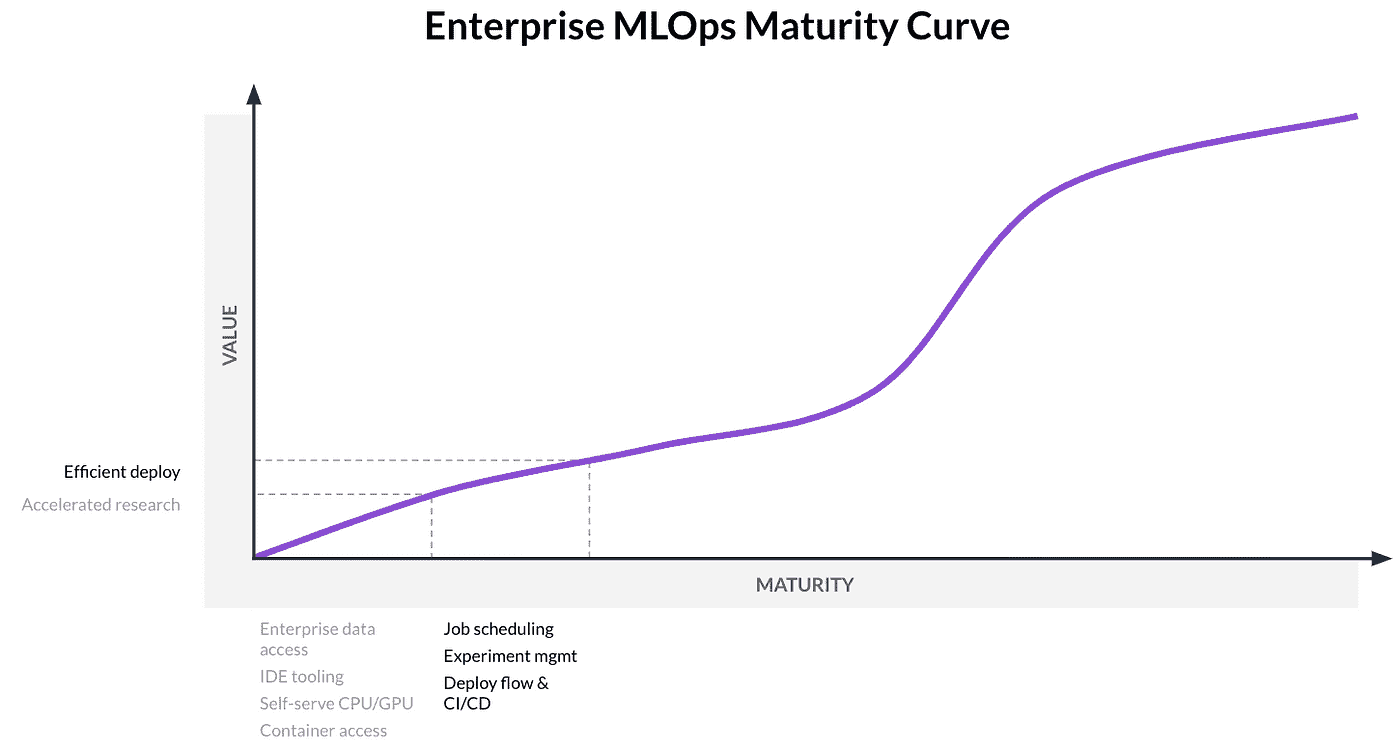 Enterprise MLOps Maturity Curve
VALUE
Efficient deploy
Accelerated research
MATURITY
Enterprise data
access
IDE tooling
Self-serve CPU/GPU
Container access
Job scheduling
Experiment mgmt
Deploy flow &
CI/CD